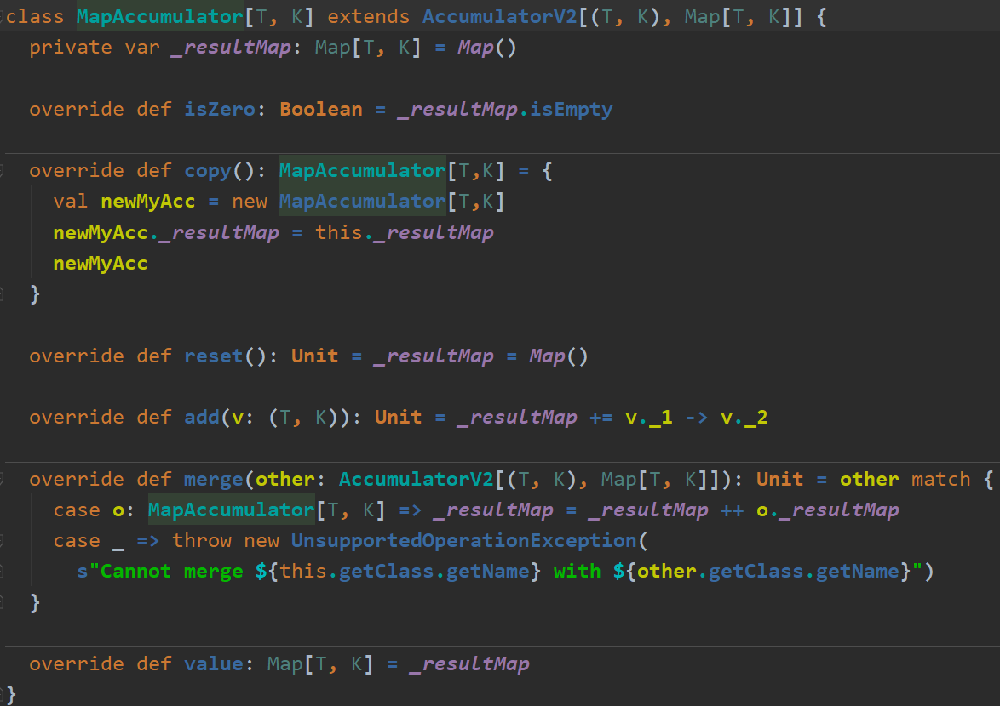 class MapAccumulator[T, K] extends AccumulatorV2[(T, K), Map[T, K]] {
  private var _resultMap: Map[T, K] = Map()

  override def isZero: Boolean = _resultMap.isEmpty

  override def copy(): MapAccumulator[T,K] = {
    val newMyAcc = new MapAccumulator[T,K]
    newMyAcc._resultMap = this._resultMap
    newMyAcc
  }

  override def reset(): Unit = _resultMap = Map()

  override def add(v: (T, K)): Unit = _resultMap += v._1 -> v._2

  override def merge(other: AccumulatorV2[(T, K), Map[T, K]]): Unit = other match {
    case o: MapAccumulator[T, K] => _resultMap = _resultMap ++ o._resultMap
    case _ => throw new UnsupportedOperationException(
      s"Cannot merge ${this.getClass.getName} with ${other.getClass.getName}")
  }

  override def value: Map[T, K] = _resultMap
}